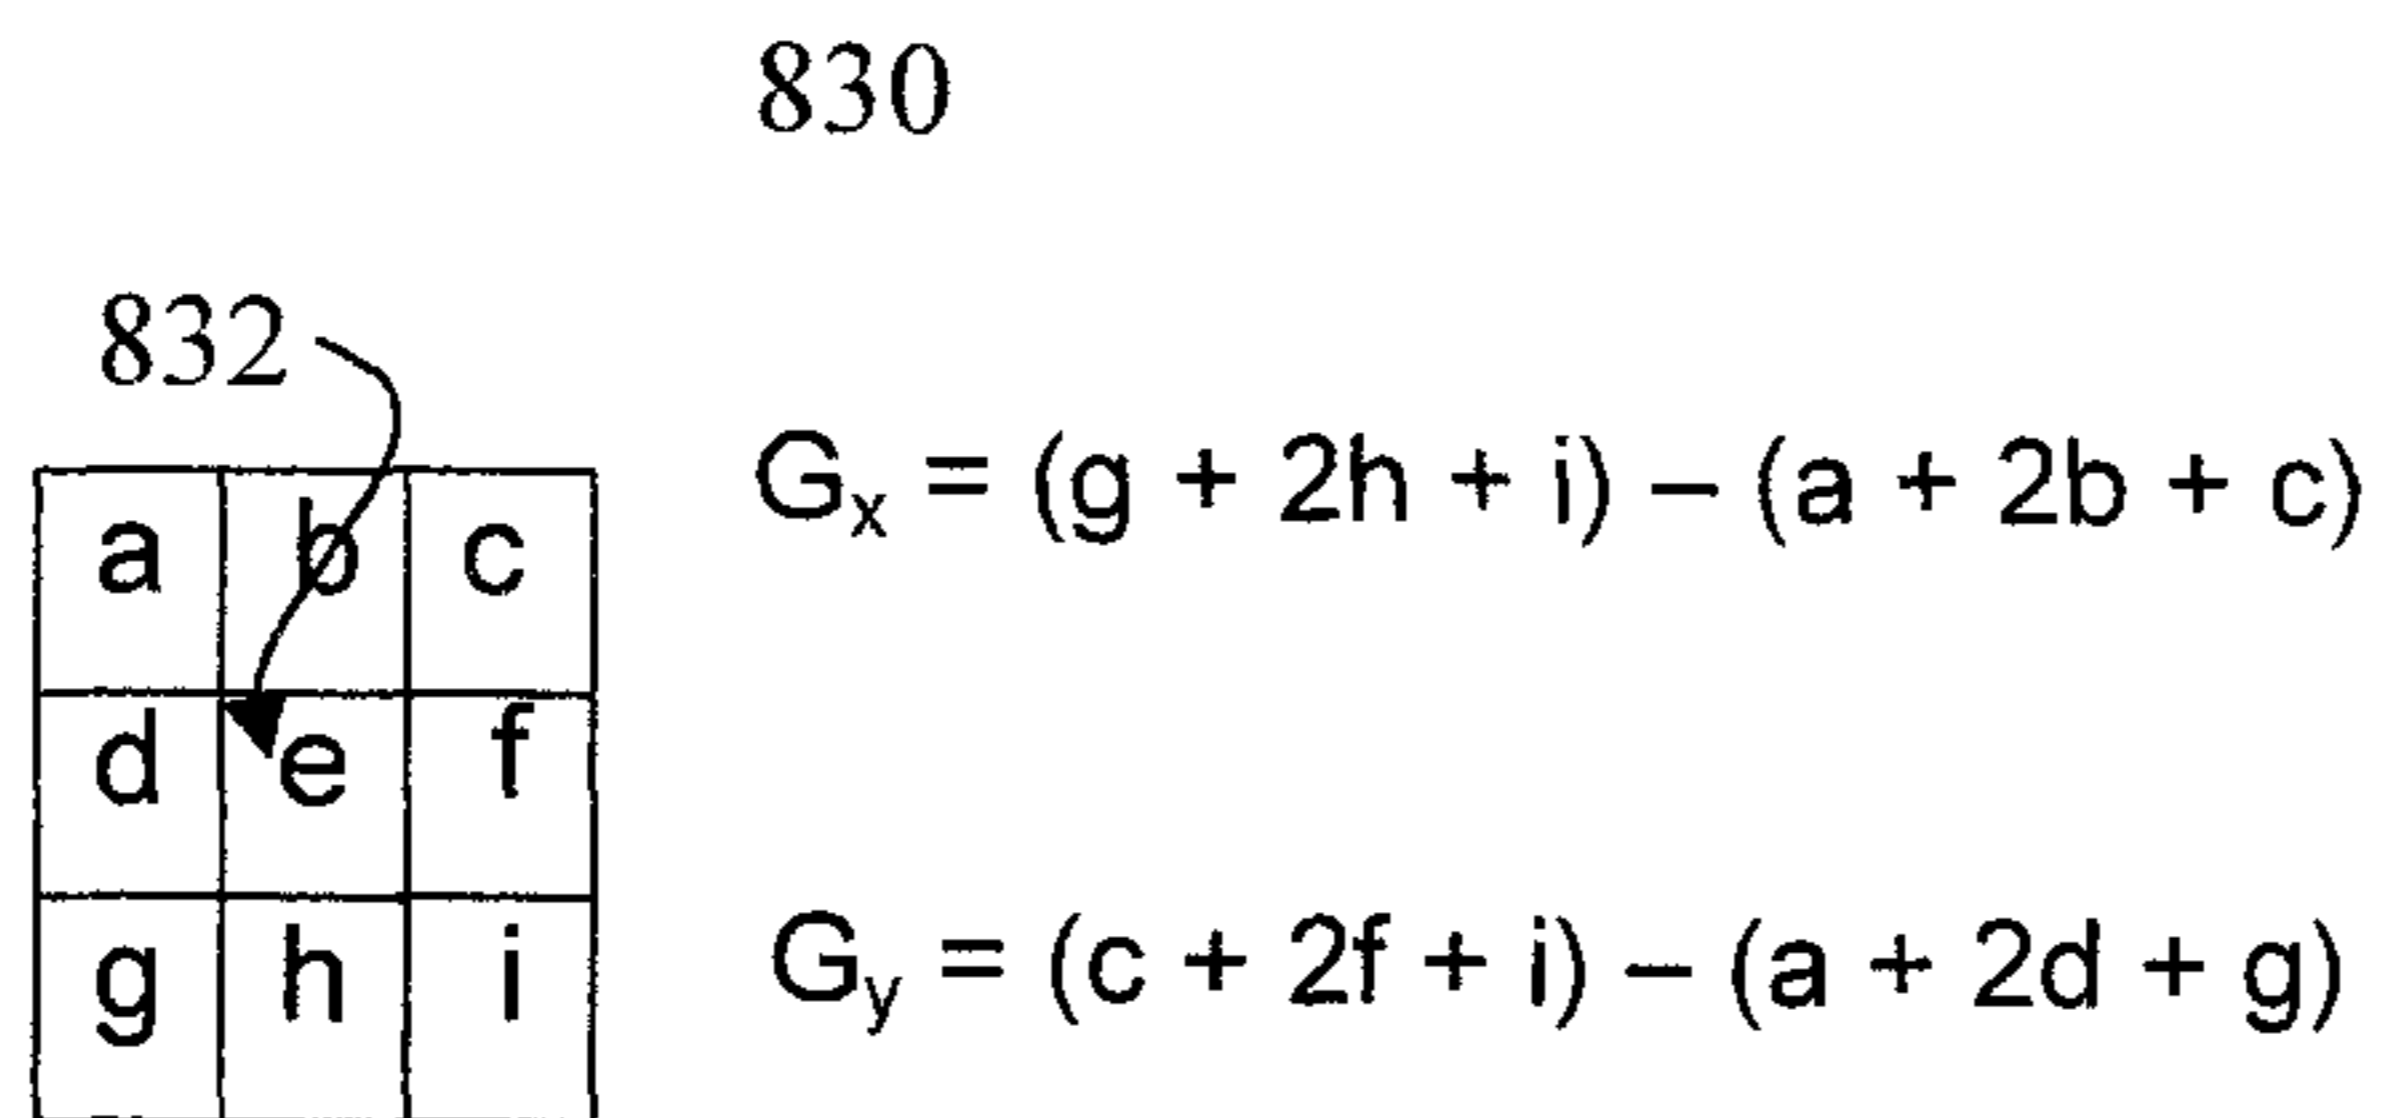 830
832
a b c
d e f
g h i
Gx = (g + 2h + i) – (a + 2b + c)
Gy = (c + 2f + i) – (a + 2d + g)